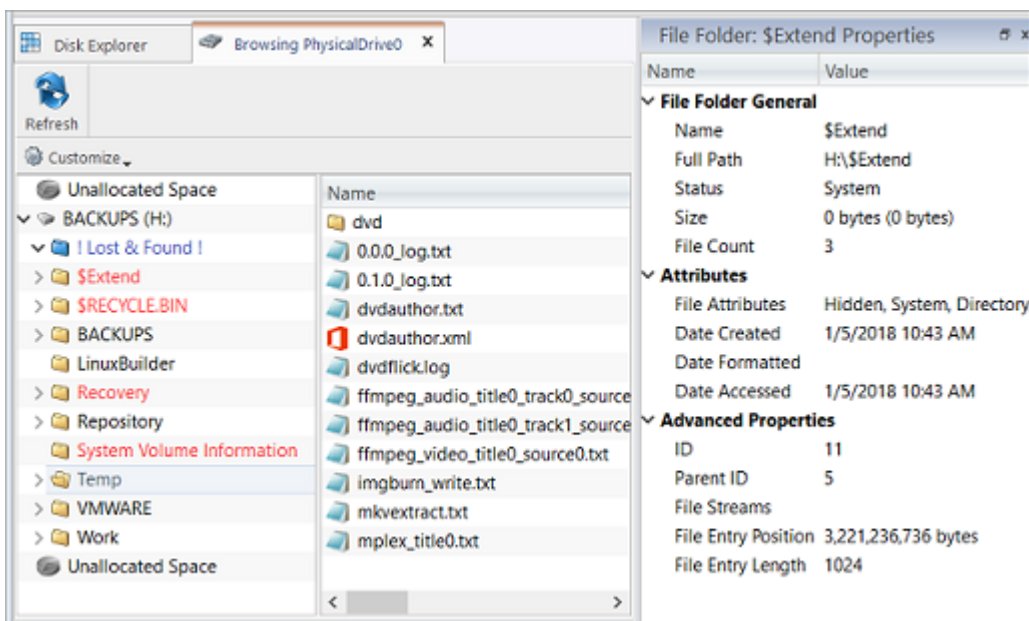 Disk Explorer
Browsing PhysicalDrive0 X
Refresh
Customize
Unallocated Space
BACKUPS (H:)
! Lost & Found !
$Extend
$RECYCLE.BIN
BACKUPS
LinuxBuilder
Recovery
Repository
System Volume Information
Temp
VMWARE
Work
Unallocated Space
Name
dvd
0.0.0_log.txt
0.1.0_log.txt
dvdauthor.txt
dvdauthor.xml
dvdflick.log
ffmpeg_audio_title0_track0_source
ffmpeg_audio_title0_track1_source
ffmpeg_video_title0_source0.txt
imgburn_write.txt
mkvextract.txt
mplex_title0.txt
File Folder: $Extend Properties
Name Value
File Folder General
Name $Extend
Full Path H:\$Extend
Status System
Size 0 bytes (0 bytes)
File Count 3
Attributes
File Attributes Hidden, System, Directory
Date Created 1/5/2018 10:43 AM
Date Formatted
Date Accessed 1/5/2018 10:43 AM
Advanced Properties
ID 11
Parent ID 5
File Streams
File Entry Position 3,221,236,736 bytes
File Entry Length 1024